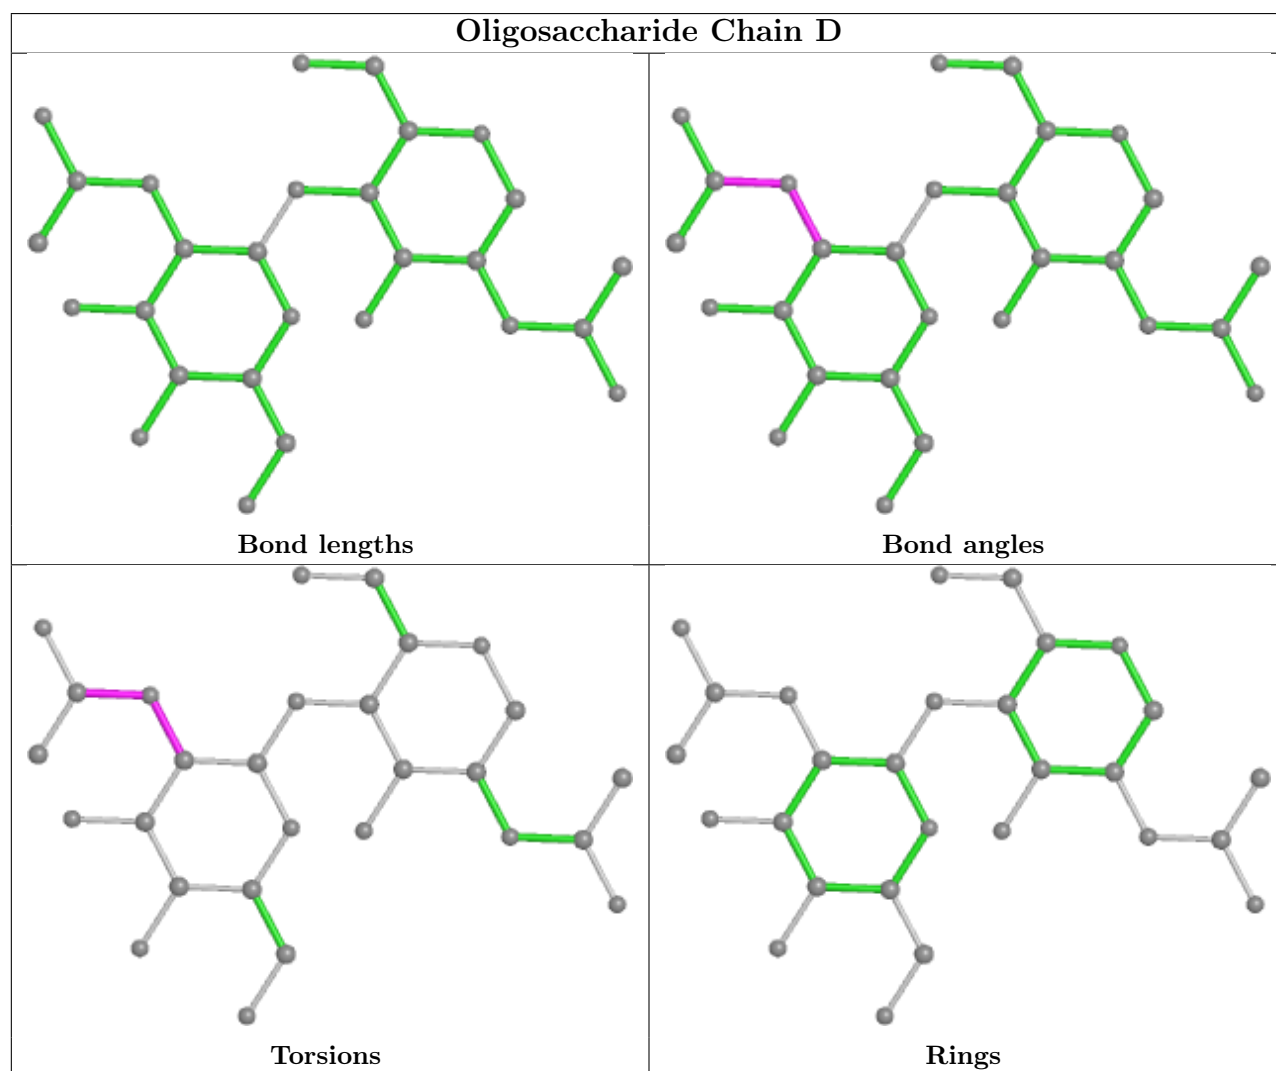 Oligosaccharide Chain D
Bond lengths
Bond angles
Torsions
Rings